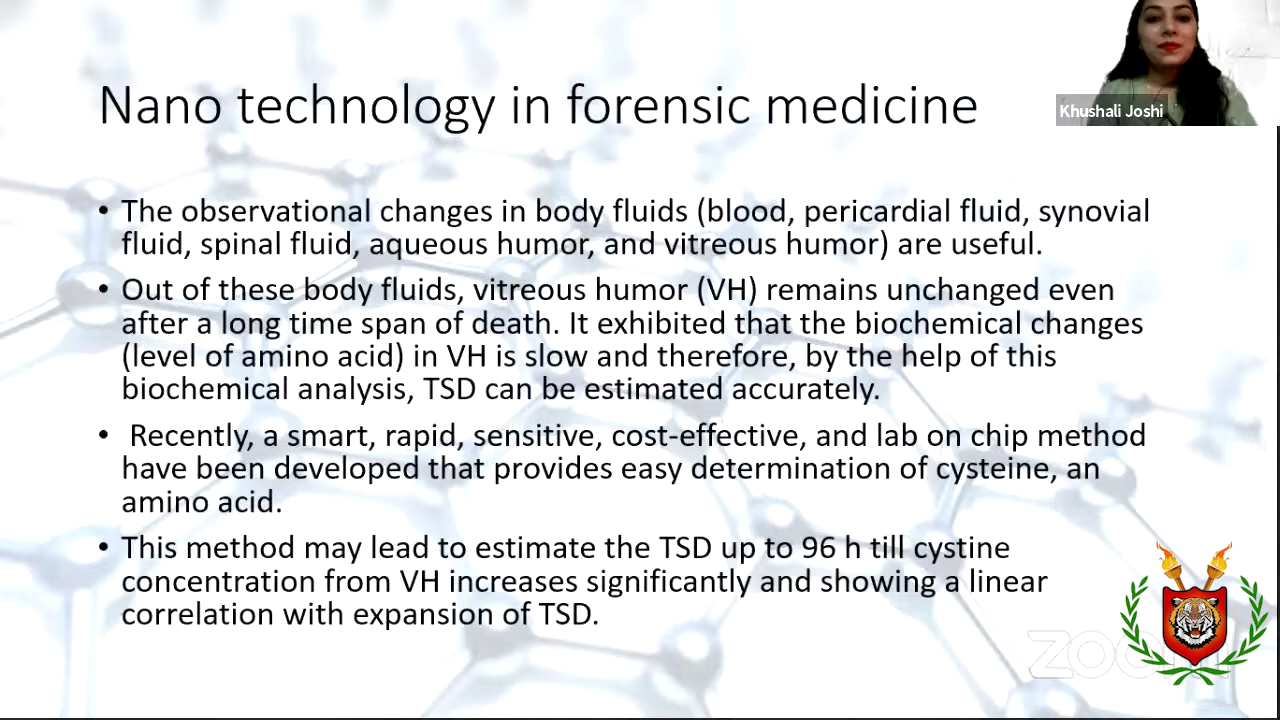 Nano technology in forensic medicine
Khushali Joshi
• The observational changes in body fluids (blood, pericardial fluid, synovial
fluid, spinal fluid, aqueous humor, and vitreous humor) are useful.
• Out of these body fluids, vitreous humor (VH) remains unchanged even
after a long time span of death. It exhibited that the biochemical changes
(level of amino acid) in VH is slow and therefore, by the help of this
biochemical analysis, TSD can be estimated accurately.
• Recently, a smart, rapid, sensitive, cost-effective, and lab on chip method
have been developed that provides easy determination of cysteine, an
amino acid.
• This method may lead to estimate the TSD up to 96 h till cystine
concentration from VH increases significantly and showing a linear
correlation with expansion of TSD.
zoom